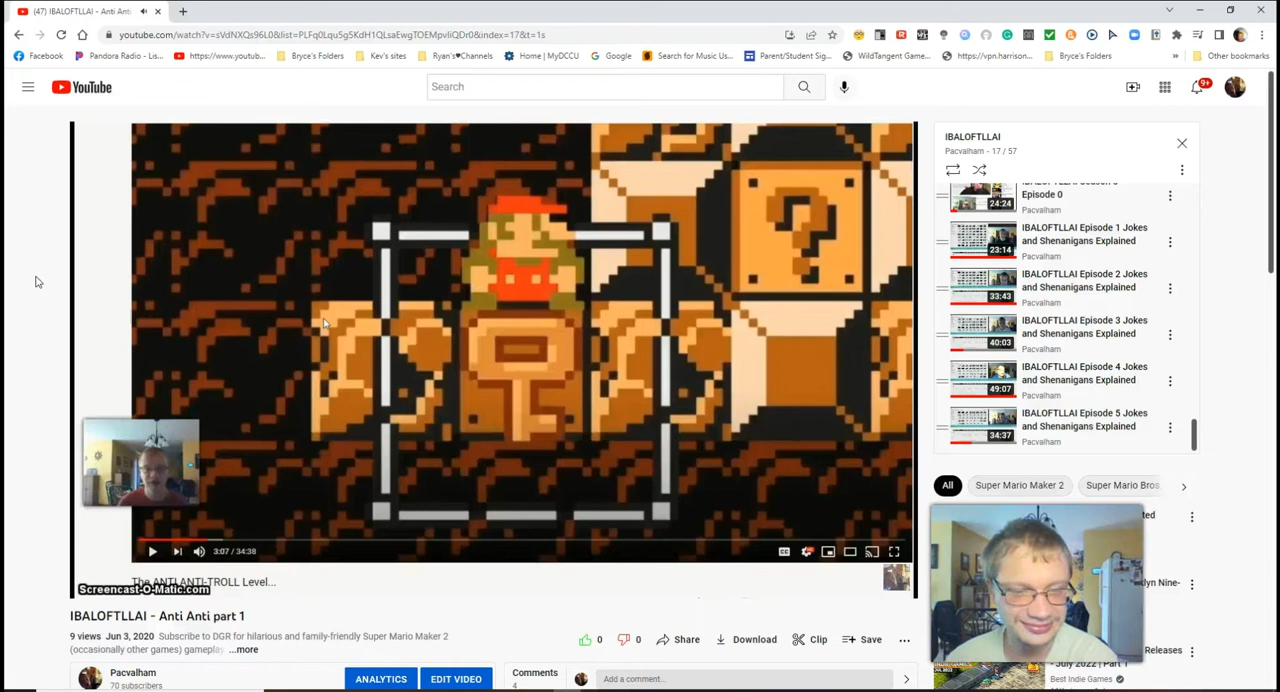 (47) IBALOFTLLAI - Anti Anti
youtube.com/watch?v=sVdNXQs96L0&list=PLFq0Lqu5g5KdH1QLsaEwgTOEMpvliQDr0&index=17&t=1s
Facebook
Pandora Radio - Lis...
https://www.youtub...
Bryce's Folders
Kev's sites
Ryan's♥Channels
Home | MyDCCU
Google
Search for Music Us...
Parent/Student Sig...
WildTangent Game...
https://vpn.harrison...
Bryce's Folders
»
Other bookmarks
YouTube
Search
9+
IBALOFTLLAI
Pacvalham - 17 / 57
Episode 0
24:24
Pacvalham
IBALOFTLLAI Episode 1 Jokes
and Shenanigans Explained
23:14
Pacvalham
IBALOFTLLAI Episode 2 Jokes
and Shenanigans Explained
33:43
Pacvalham
IBALOFTLLAI Episode 3 Jokes
and Shenanigans Explained
40:03
Pacvalham
IBALOFTLLAI Episode 4 Jokes
and Shenanigans Explained
49:07
Pacvalham
IBALOFTLLAI Episode 5 Jokes
and Shenanigans Explained
34:37
Pacvalham
All
Super Mario Maker 2
Super Mario Bros.
?
3:07 / 34:38
CC
The ANTI ANTI-TROLL Level...
Screencast-O-Matic.com
IBALOFTLLAI - Anti Anti part 1
9 views Jun 3, 2020 Subscribe to DGR for hilarious and family-friendly Super Mario Maker 2
(occasionally other games) gameplay
...more
0
0
Share
Download
Clip
Save
Pacvalham
70 subscribers
ANALYTICS
EDIT VIDEO
Comments
4
Add a comment...
Releases
- July 2022 | Part 1
Best Indie Games